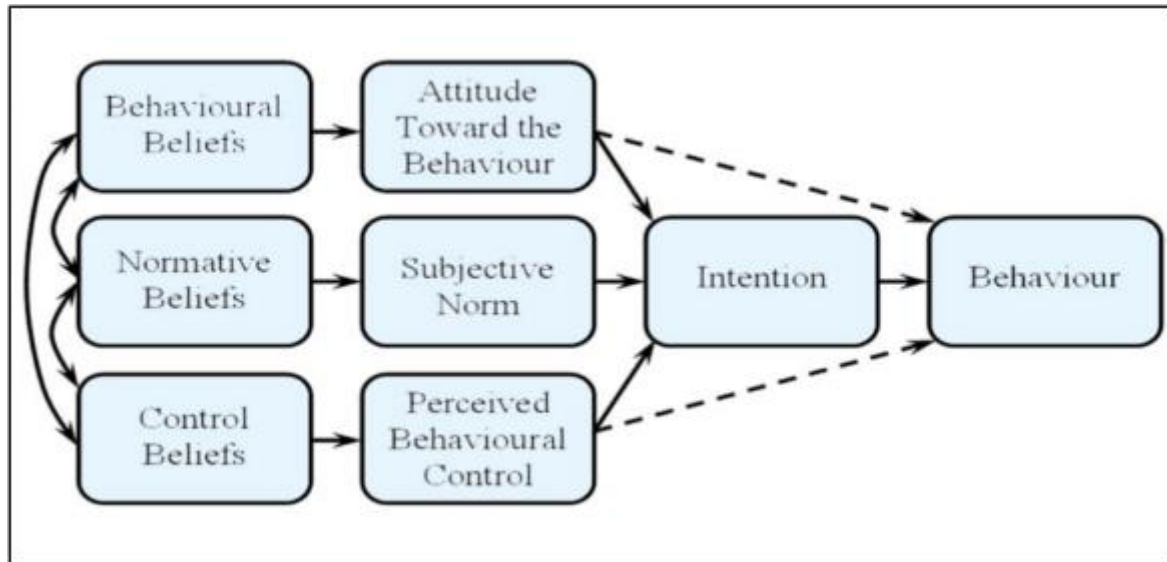 Behavioural
Beliefs
Attitude
Toward the
Behaviour
Normative
Beliefs
Subjective
Norm
Intention
Behaviour
Control
Beliefs
Perceived
Behavioural
Control